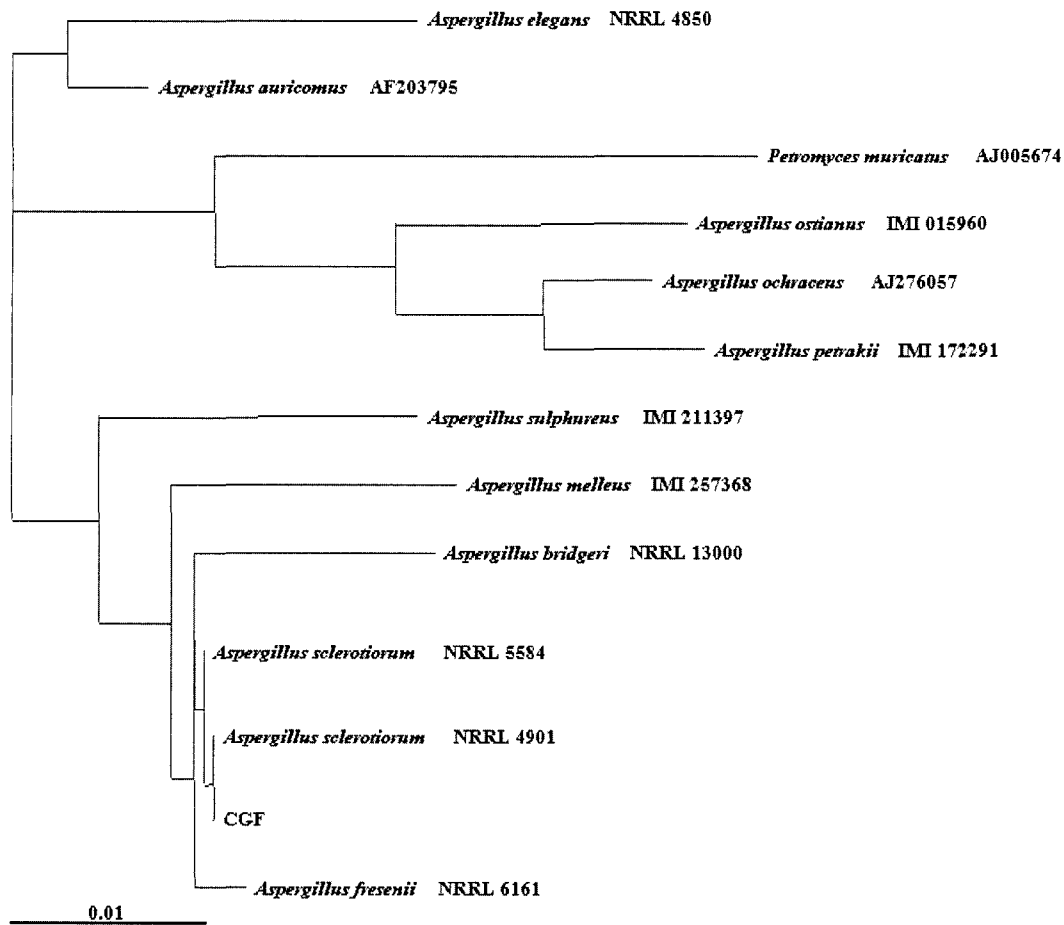 Aspergillus elegans NRRL 4850
Aspergillus auricomus AF203795
Petromyces muricatus AJ005674
Aspergillus ostianus IMI 015960
Aspergillus ochraceus AJ276057
Aspergillus petrakii IMI 172291
Aspergillus sulphureus IMI 211397
Aspergillus melleus IMI 257368
Aspergillus bridgeri NRRL 13000
Aspergillus sclerotiorum NRRL 5584
Aspergillus sclerotiorum NRRL 4901
CGF
Aspergillus fresenii NRRL 6161
0.01